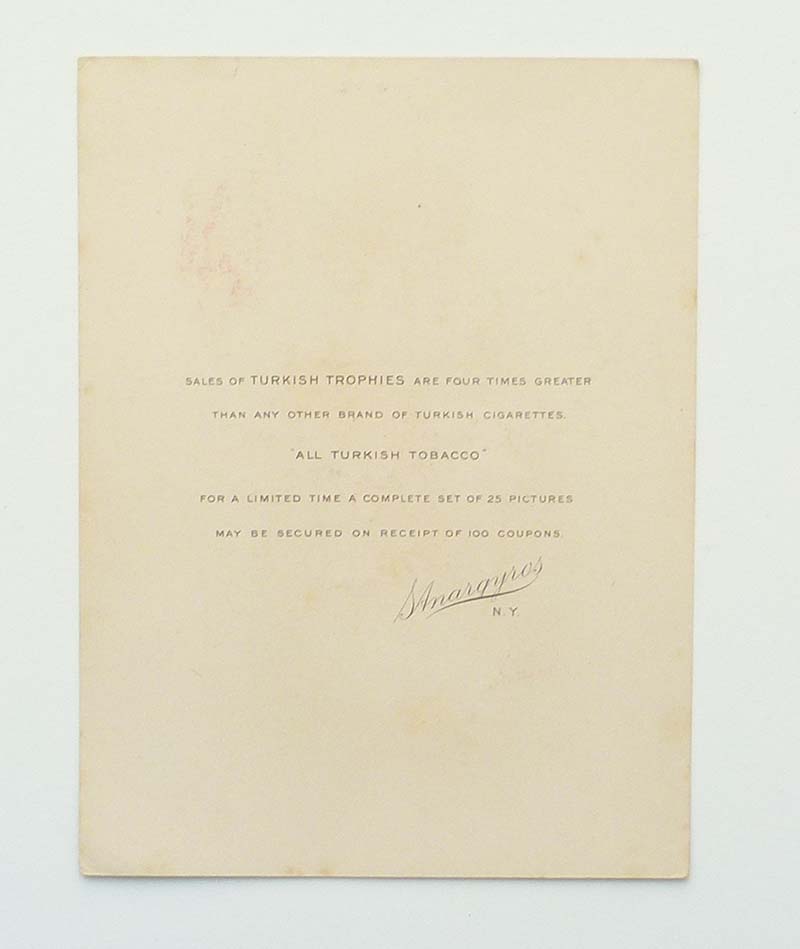 SALES OF TURKISH TROPHIES ARE FOUR TIMES GREATER
THAN ANY OTHER BRAND OF TURKISH CIGARETTES.
"ALL TURKISH TOBACCO"
FOR A LIMITED TIME A COMPLETE SET OF 25 PICTURES
MAY BE SECURED ON RECEIPT OF 100 COUPONS.
S Anargyros
N.Y.